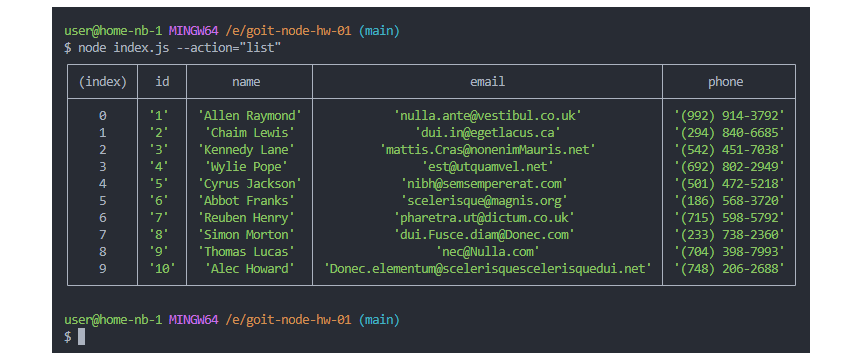 user@home-nb-1 MINGW64 /e/goit-node-hw-01 (main)
$ node index.js --action="list"
(index) id name email phone
0 '1' 'Allen Raymond' 'nulla.ante@vestibul.co.uk' '(992) 914-3792'
1 '2' 'Chaim Lewis' 'dui.in@egetlacus.ca' '(294) 840-6685'
2 '3' 'Kennedy Lane' 'mattis.Cras@nonenimMauris.net' '(542) 451-7038'
3 '4' 'Wylie Pope' 'est@utquamvel.net' '(692) 802-2949'
4 '5' 'Cyrus Jackson' 'nibh@semsempererat.com' '(501) 472-5218'
5 '6' 'Abbot Franks' 'scelerisque@magnis.org' '(186) 568-3720'
6 '7' 'Reuben Henry' 'pharetra.ut@dictum.co.uk' '(715) 598-5792'
7 '8' 'Simon Morton' 'dui.Fusce.diam@Donec.com' '(233) 738-2360'
8 '9' 'Thomas Lucas' 'nec@Nulla.com' '(704) 398-7993'
9 '10' 'Alec Howard' 'Donec.elementum@scelerisquescelerisquedui.net' '(748) 206-2688'
user@home-nb-1 MINGW64 /e/goit-node-hw-01 (main)
$